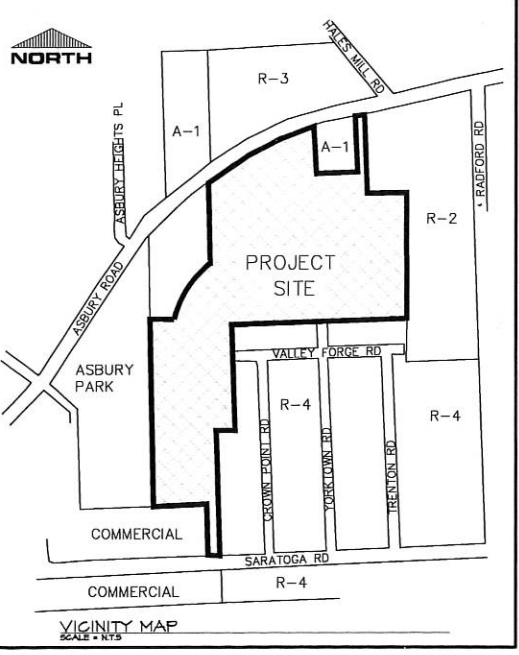 NORTH
HALES MILL RD
R-3
A-1
A-1
RADFORD RD
ASBURY HEIGHTS PL
R-2
PROJECT
SITE
ASBURY ROAD
VALLEY FORGE RD
ASBURY
PARK
R-4
R-4
CROWN POINT RD
YORKTOWN RD
TRENTON RD
COMMERCIAL
SARATOGA RD
COMMERCIAL
R-4
VICINITY MAP
SCALE = N.T.S